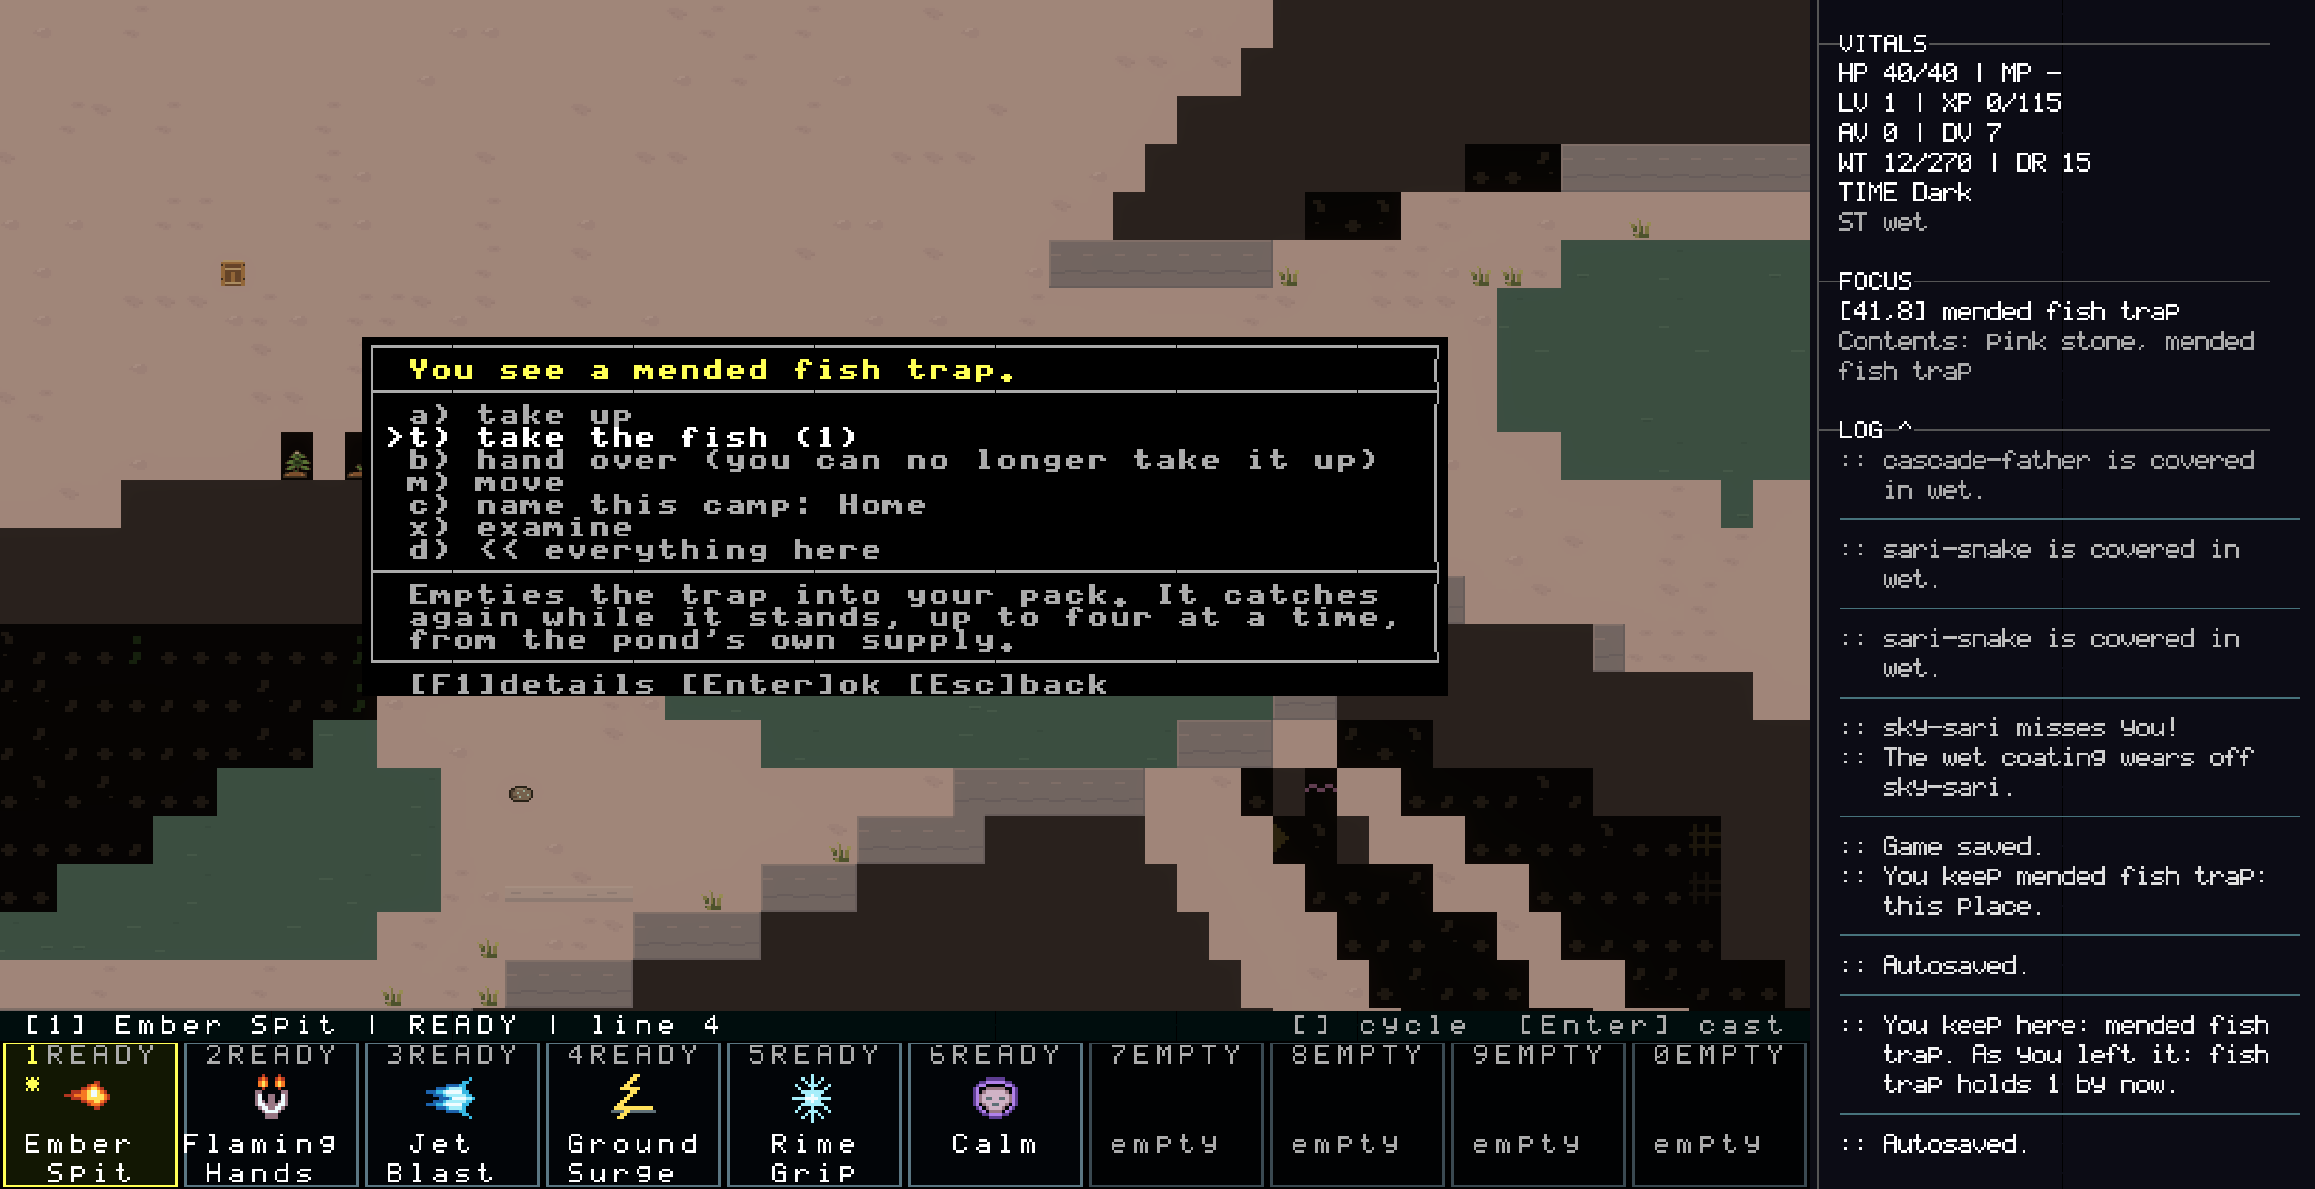 VITALS
HP 40/40 | MP -
LV 1 | XP 0/115
AV 0 | DV 7
WT 12/270 | DR 15
TIME Dark
ST wet
FOCUS
[41,8] mended fish trap
Contents: pink stone, mended
fish trap
LOG ^
:: cascade-father is covered
in wet.
:: sari-snake is covered in
wet.
:: sari-snake is covered in
wet.
:: sky-sari misses you!
:: The wet coating wears off
sky-sari.
:: Game saved.
:: You keep mended fish trap:
this place.
:: Autosaved.
:: You keep here: mended fish
trap. As you left it: fish
trap holds 1 by now.
:: Autosaved.
You see a mended fish trap.
a) take up
>t) take the fish (1)
b) hand over (you can no longer take it up)
m) move
c) name this camp: Home
x) examine
d) << everything here
Empties the trap into your pack. It catches
again while it stands, up to four at a time,
from the pond's own supply.
[F1]details [Enter]ok [Esc]back
[1] Ember Spit | READY | line 4
[] cycle [Enter] cast
1READY
*
Ember
Spit
2READY
Flaming
Hands
3READY
Jet
Blast
4READY
Ground
Surge
5READY
Rime
Grip
6READY
Calm
7EMPTY
empty
8EMPTY
empty
9EMPTY
empty
0EMPTY
empty